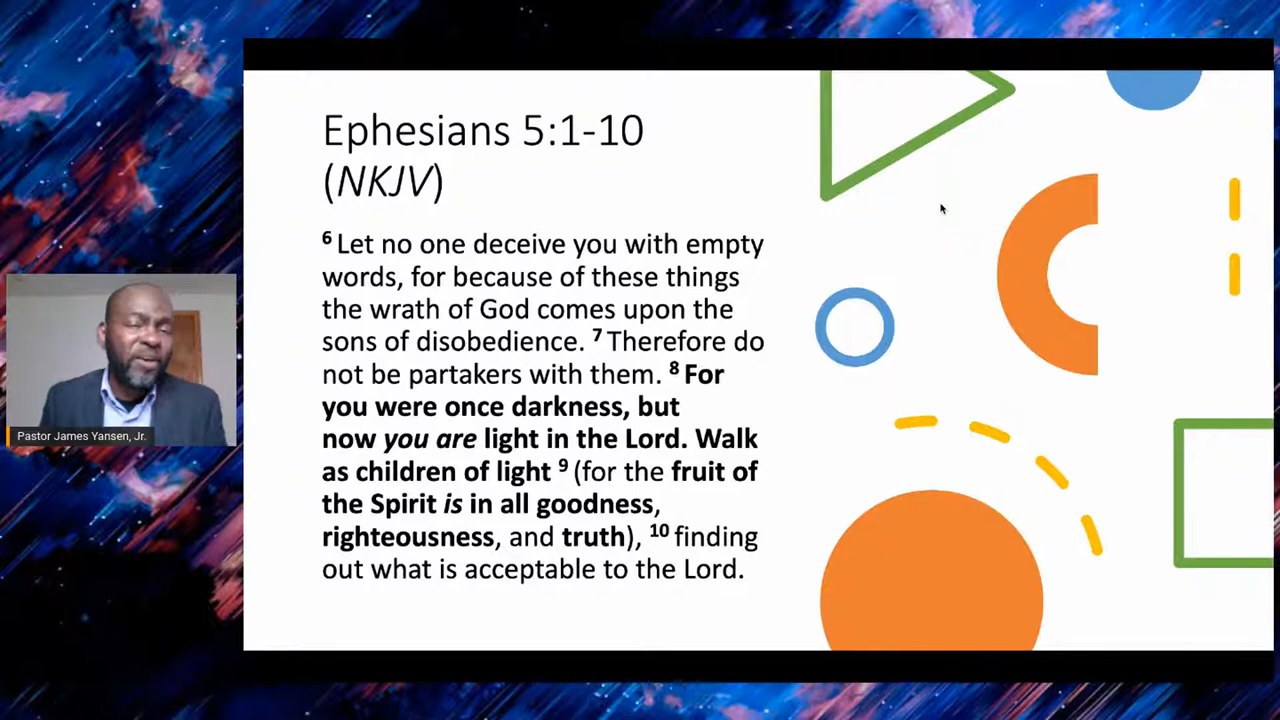 Ephesians 5:1-10
(NKJV)
6 Let no one deceive you with empty
words, for because of these things
the wrath of God comes upon the
sons of disobedience. 7 Therefore do
not be partakers with them. 8 For
you were once darkness, but
now you are light in the Lord. Walk
as children of light 9 (for the fruit of
the Spirit is in all goodness,
righteousness, and truth), 10 finding
out what is acceptable to the Lord.
Pastor James Yansen, Jr.